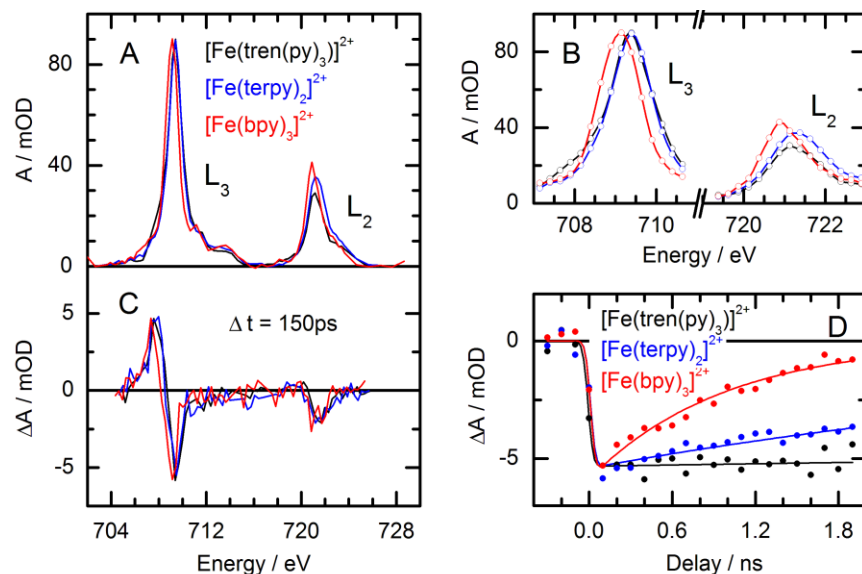 A
[Fe(tren(py)₃)]²⁺
[Fe(terpy)₂]²⁺
[Fe(bpy)₃]²⁺
L₃
L₂
A / mOD
80
40
0
C
Δ t = 150ps
ΔA / mOD
5
0
-5
704 712 720 728
Energy / eV
B
L₃
L₂
A / mOD
80
40
0
708 710 720 722
Energy / eV
D
[Fe(tren(py)₃)]²⁺
[Fe(terpy)₂]²⁺
[Fe(bpy)₃]²⁺
ΔA / mOD
0
-5
0.0 0.6 1.2 1.8
Delay / ns